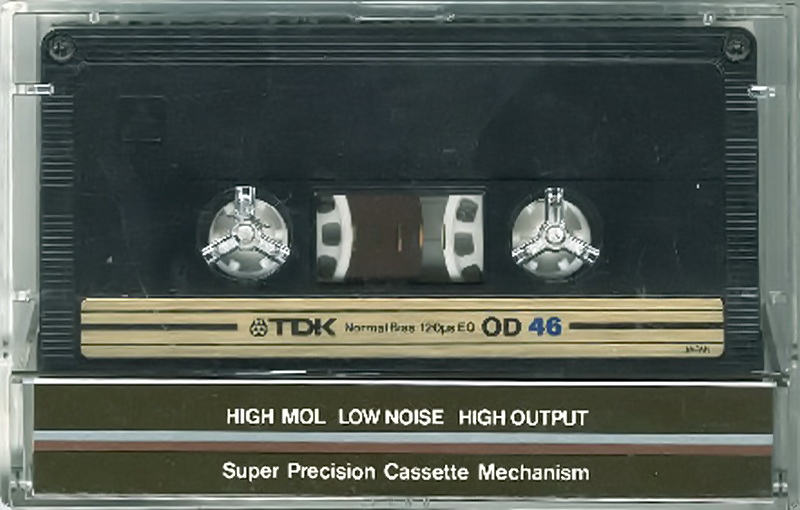 TDK Normal Bias 120µs EQ OD 46
JAPAN
HIGH MOL LOW NOISE HIGH OUTPUT
Super Precision Cassette Mechanism